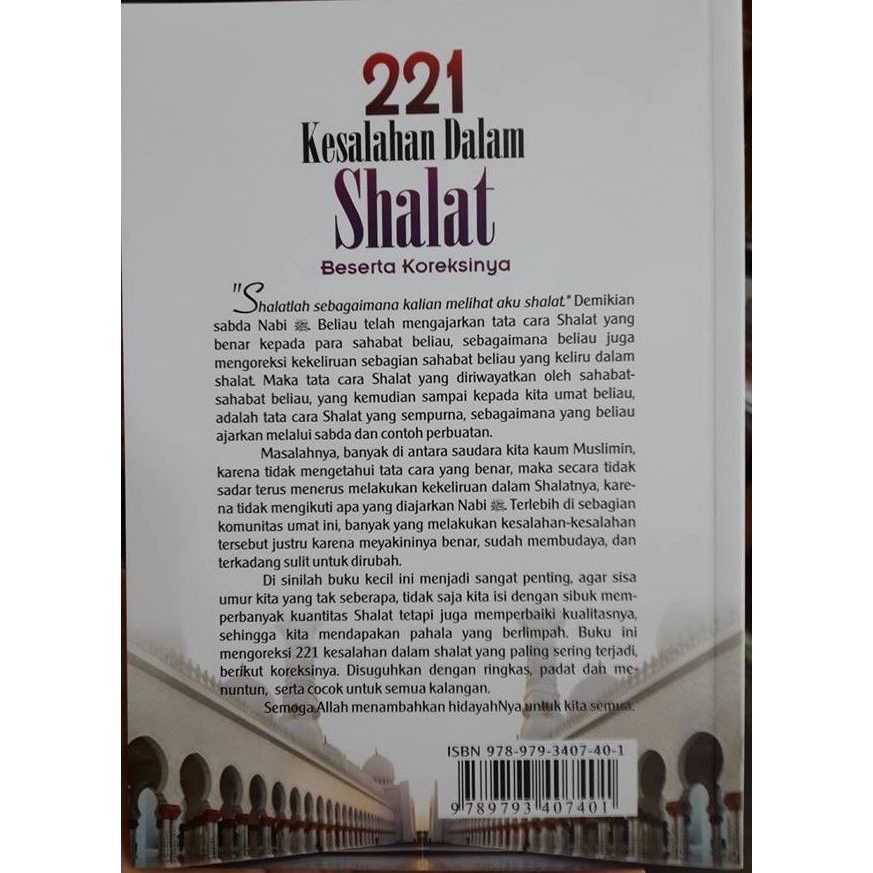 221
Kesalahan Dalam
Shalat
Beserta Koreksinya
"Shalatlah sebagaimana kalian melihat aku shalat." Demikian
sabda Nabi ﷺ. Beliau telah mengajarkan tata cara Shalat yang
benar kepada para sahabat beliau, sebagaimana beliau juga
mengoreksi kekeliruan sebagian sahabat beliau yang keliru dalam
shalat. Maka tata cara Shalat yang diriwayatkan oleh sahabat-
sahabat beliau, yang kemudian sampai kepada kita umat beliau,
adalah tata cara Shalat yang sempurna, sebagaimana yang beliau
ajarkan melalui sabda dan contoh perbuatan.
Masalahnya, banyak di antara saudara kita kaum Muslimin,
karena tidak mengetahui tata cara yang benar, maka secara tidak
sadar terus menerus melakukan kekeliruan dalam Shalatnya, kare-
na tidak mengikuti apa yang diajarkan Nabi ﷺ. Terlebih di sebagian
komunitas umat ini, banyak yang melakukan kesalahan-kesalahan
tersebut justru karena meyakininya benar, sudah membudaya, dan
terkadang sulit untuk dirubah.
Di sinilah buku kecil ini menjadi sangat penting, agar sisa
umur kita yang tak seberapa, tidak saja kita isi dengan sibuk mem-
perbanyak kuantitas Shalat tetapi juga memperbaiki kualitasnya,
sehingga kita mendapakan pahala yang berlimpah. Buku ini
mengoreksi 221 kesalahan dalam shalat yang paling sering terjadi,
berikut koreksinya. Disuguhkan dengan ringkas, padat dan me-
nuntun, serta cocok untuk semua kalangan.
Semoga Allah menambahkan hidayahNya untuk kita semua.
ISBN 978-979-3407-40-1
9 789793 407401